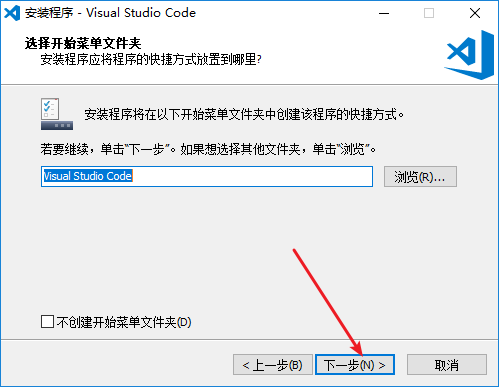 安装程序 - Visual Studio Code
选择开始菜单文件夹
安装程序应将程序的快捷方式放置到哪里?
安装程序将在以下开始菜单文件夹中创建该程序的快捷方式。
若要继续，单击“下一步”。如果想选择其他文件夹，单击“浏览”。
Visual Studio Code
浏览(R)...
不创建开始菜单文件夹(D)
< 上一步(B)
下一步(N) >
取消